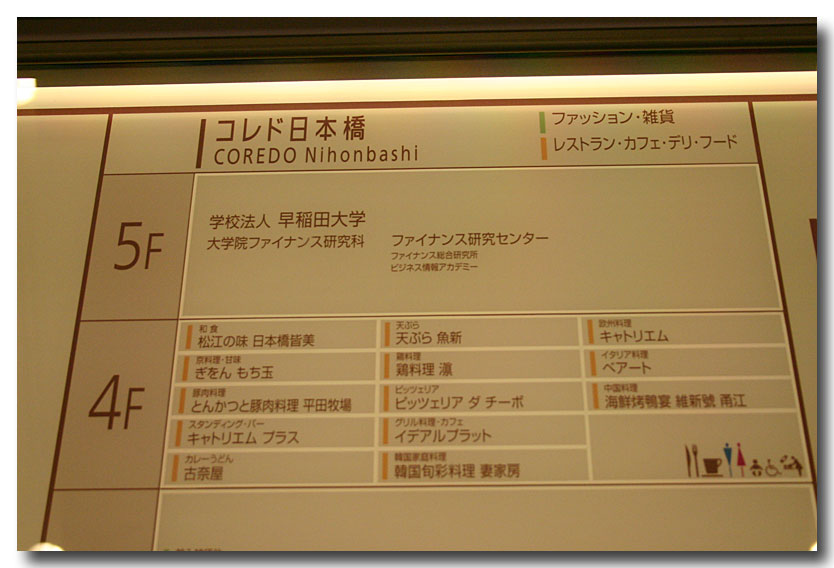 コレド日本橋
COREDO Nihonbashi
ファッション・雑貨
レストラン・カフェ・デリ・フード
5F
学校法人 早稲田大学
大学院ファイナンス研究科
ファイナンス研究センター
ファイナンス総合研究所
ビジネス情報アカデミー
4F
和食
松江の味 日本橋皆美
京料理・甘味
ぎをん もち玉
豚肉料理
とんかつと豚肉料理 平田牧場
スタンディング・バー
キャトリエム プラス
カレーうどん
古奈屋
天ぷら
天ぷら 魚新
鶏料理
鶏料理
ピッツェリア
ピッツェリア ダ チーボ
グリル料理・カフェ
イデアルプラット
韓国家庭料理
韓国旬彩料理 妻家房
欧州料理
キャトリエム
イタリア料理
ベアート
中国料理
海鮮烤鴨宴 維新號 甬江